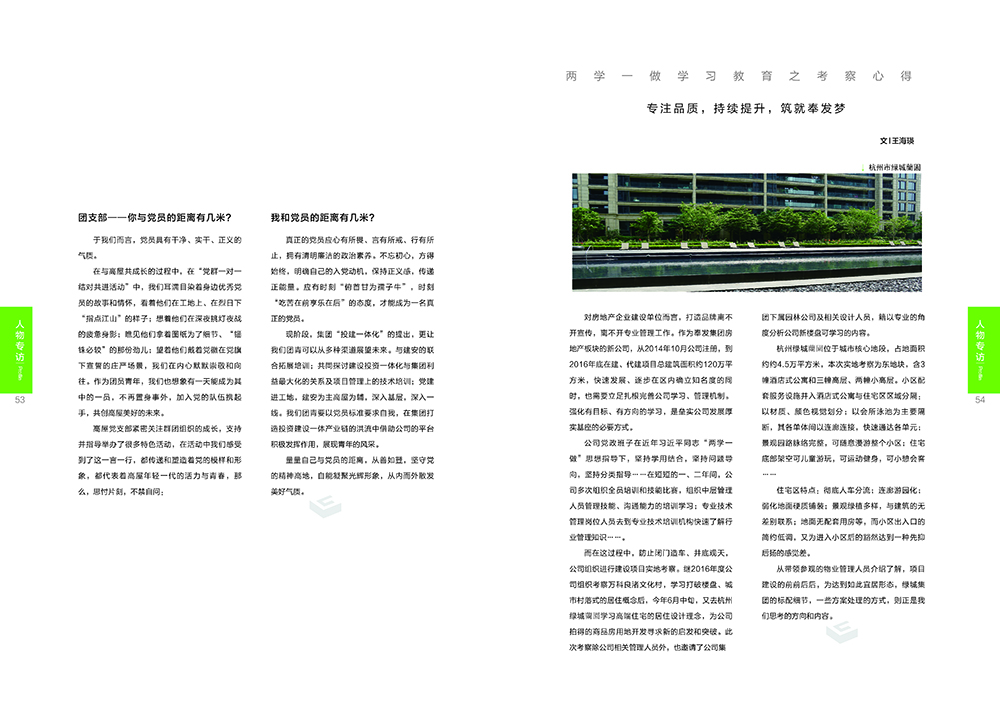 团支部——你与党员的距离有几米?
于我们而言，党员具有干净、实干、正义的
气质。
在与高屋共成长的过程中，在“党群一对一
结对共进活动”中，我们耳濡目染着身边优秀党
员的故事和情怀，看着他们在工地上、在烈日下
“指点江山”的样子；想着他们在深夜挑灯夜战
的疲惫身影；瞧见他们拿着图纸为了细节、“锱
铢必较”的那份劲儿；望着他们戴着党徽在党旗
下宣誓的庄严场景，我们在内心默默崇敬和向
往。作为团员青年，我们也想象有一天能成为其
中的一员，不再置身事外，加入党的队伍携起
手，共创高屋美好的未来。
高屋党支部紧密关注群团组织的成长，支持
并指导举办了很多特色活动，在活动中我们感受
到了这一言一行，都传递和塑造着党的模样和形
象，都代表着高屋年轻一代的活力与青春，那
么，思忖片刻，不禁自问：
我和党员的距离有几米?
真正的党员应心有所畏、言有所戒、行有所
止，拥有清明廉洁的政治素养。不忘初心，方得
始终，明确自己的入党动机，保持正义感，传递
正能量。应有时刻“俯首甘为孺子牛”，时刻
“吃苦在前享乐在后”的态度，才能成为一名真
正的党员。
现阶段，集团“投建一体化”的提出，更让
我们团青可以从多种渠道展望未来。与建安的联
合拓展培训；共同探讨建设投资一体化与集团利
益最大化的关系及项目管理上的技术培训；党建
进工地，建安为主高屋为辅，深入基层，深入一
线。我们团青要以党员标准要求自我，在集团打
造投资建设一体产业链的洪流中借助公司的平台
积极发挥作用，展现青年的风采。
量量自己与党员的距离，从善如登，坚守党
的精神高地，自能凝聚光辉形象，从内而外散发
美好气质。
人物专访
Profile
53
两学一做学习教育之考察心得
专注品质，持续提升，筑就奉发梦
文|王海瑛
杭州市绿城蘭園
对房地产企业建设单位而言，打造品牌离不
开宣传，离不开专业管理工作。作为奉发集团房
地产板块的新公司，从2014年10月公司注册，到
2016年底在建、代建项目总建筑面积约120万平
方米，快速发展、逐步在区内确立知名度的同
时，也需要立足扎根完善公司学习、管理机制。
强化有目标、有方向的学习，是垒实公司发展厚
实基座的必要方式。
公司党政班子在近年习近平同志“两学一
做”思想指导下，坚持学用结合，坚持问题导
向，坚持分类指导……在短短的一、二年间，公
司多次组织全员培训和技能比赛，组织中层管理
人员管理技能、沟通能力的培训学习；专业技术
管理岗位人员去到专业技术培训机构快速了解行
业管理知识……。
而在这过程中，防止闭门造车、井底观天，
公司组织进行建设项目实地考察。继2016年度公
司组织考察万科良渚文化村，学习打破楼盘、城
市村落式的居住概念后，今年6月中旬，又去杭州
绿城蘭園学习高端住宅的居住设计理念，为公司
拍得的商品房用地开发寻求新的启发和突破。此
次考察除公司相关管理人员外，也邀请了公司集
团下属园林公司及相关设计人员，籍以专业的角
度分析公司新楼盘可学习的内容。
杭州绿城蘭園位于城市核心地段，占地面积
约约4.5万平方米，本次实地考察为东地块，含3
幢酒店式公寓和三幢高层、两幢小高层。小区配
套服务设施并入酒店式公寓与住宅区区域分隔；
以材质、颜色视觉划分；以会所泳池为主要隔
断，其各单体间以连廊连接，快速通达各单元；
景观园路脉络完整，可随意漫游整个小区；住宅
底部架空可儿童游玩，可运动健身，可小憩会客
……
住宅区特点：彻底人车分流；连廊游园化；
弱化地面硬质铺装；景观绿植多样，与建筑的无
差别联系；地面无配套用房等，而小区出入口的
简约低调，又为进入小区后的豁然达到一种先抑
后扬的感觉差。
从带领参观的物业管理人员介绍了解，项目
建设的前前后后，为达到如此宜居形态，绿城集
团的标配细节，一些方案处理的方式，则正是我
们思考的方向和内容。
人物专访
Profile
54